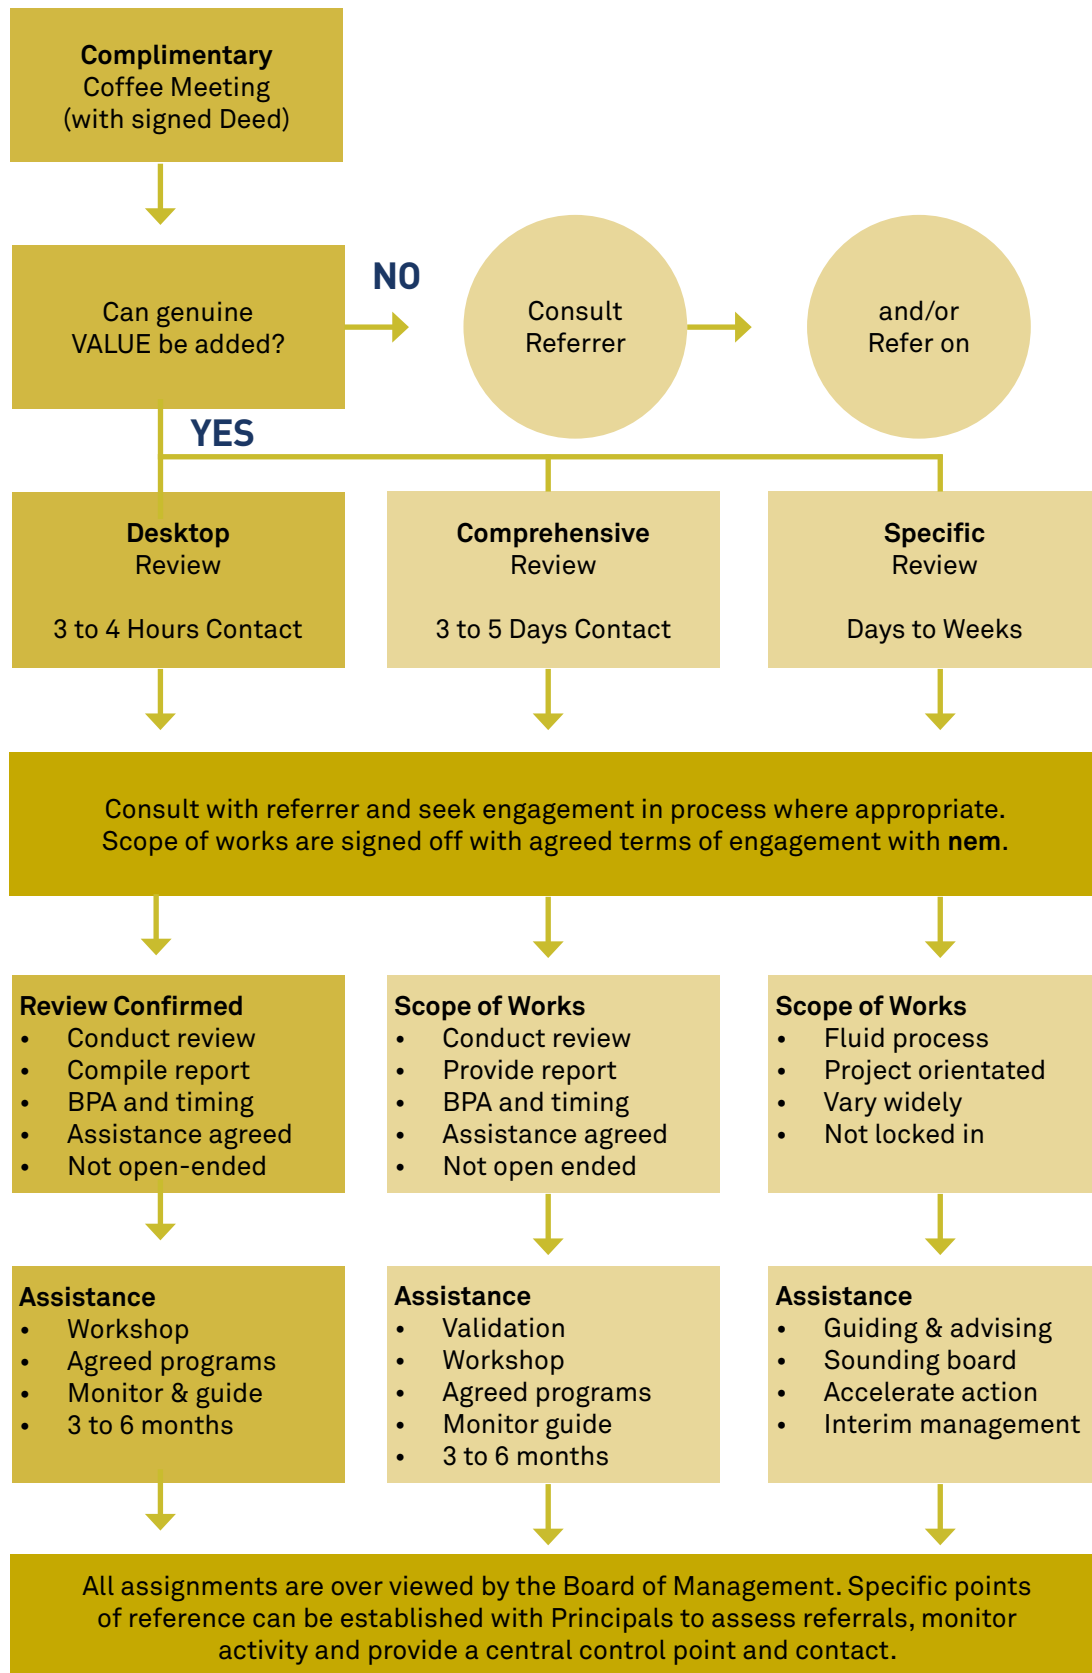 Complimentary
Coffee Meeting
(with signed Deed)
Can genuine
VALUE be added?
NO
Consult
Referrer
and/or
Refer on
YES
Desktop
Review
3 to 4 Hours Contact
Comprehensive
Review
3 to 5 Days Contact
Specific
Review
Days to Weeks
Consult with referrer and seek engagement in process where appropriate.
Scope of works are signed off with agreed terms of engagement with nem.
Review Confirmed
• Conduct review
• Compile report
• BPA and timing
• Assistance agreed
• Not open-ended
Scope of Works
• Conduct review
• Provide report
• BPA and timing
• Assistance agreed
• Not open ended
Scope of Works
• Fluid process
• Project orientated
• Vary widely
• Not locked in
Assistance
• Workshop
• Agreed programs
• Monitor & guide
• 3 to 6 months
Assistance
• Validation
• Workshop
• Agreed programs
• Monitor guide
• 3 to 6 months
Assistance
• Guiding & advising
• Sounding board
• Accelerate action
• Interim management
All assignments are over viewed by the Board of Management. Specific points
of reference can be established with Principals to assess referrals, monitor
activity and provide a central control point and contact.